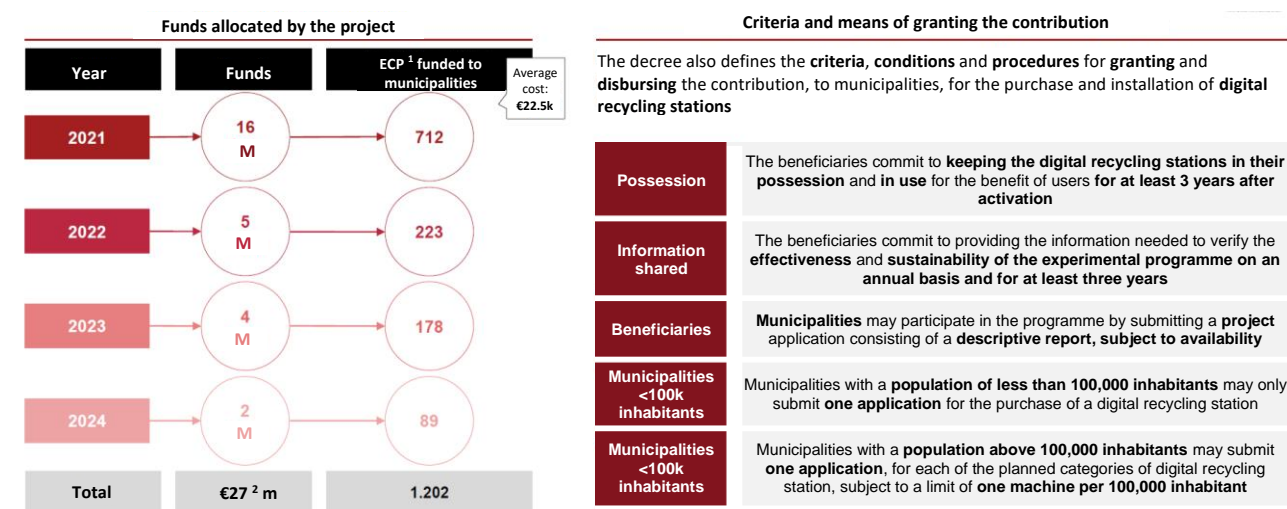 Funds allocated by the project
Year
Funds
ECP ¹ funded to
municipalities
Average
cost:
€22.5k
2021
16
M
712
2022
5
M
223
2023
4
M
178
2024
2
M
89
Total
€27 ² m
1.202
Criteria and means of granting the contribution
The decree also defines the criteria, conditions and procedures for granting and
disbursing the contribution, to municipalities, for the purchase and installation of digital
recycling stations
Possession
The beneficiaries commit to keeping the digital recycling stations in their
possession and in use for the benefit of users for at least 3 years after
activation
Information
shared
The beneficiaries commit to providing the information needed to verify the
effectiveness and sustainability of the experimental programme on an
annual basis and for at least three years
Beneficiaries
Municipalities may participate in the programme by submitting a project
application consisting of a descriptive report, subject to availability
Municipalities
<100k
inhabitants
Municipalities with a population of less than 100,000 inhabitants may only
submit one application for the purchase of a digital recycling station
Municipalities
<100k
inhabitants
Municipalities with a population above 100,000 inhabitants may submit
one application, for each of the planned categories of digital recycling
station, subject to a limit of one machine per 100,000 inhabitant